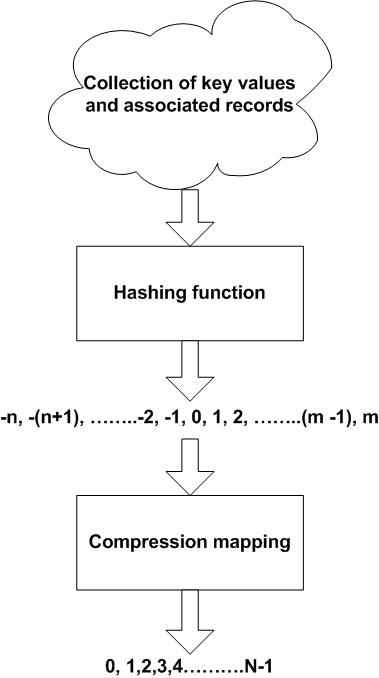 Collection of key values
and associated records
Hashing function
-n, -(n+1), ……..-2, -1, 0, 1, 2, ……..(m -1), m
Compression mapping
0, 1,2,3,4……….N-1